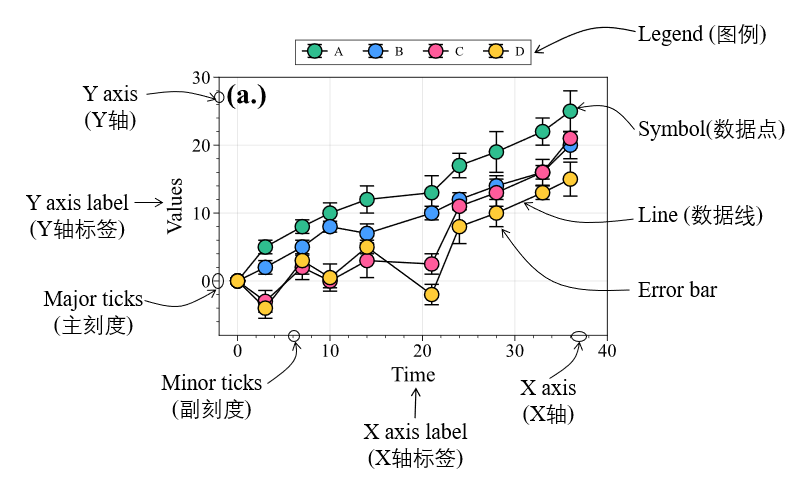 Legend (图例)
A B C D
(a.)
Y axis
(Y轴)
Symbol(数据点)
Y axis label
(Y轴标签)
Values
30
20
10
0
Line (数据线)
Error bar
Major ticks
(主刻度)
0 10 20 30 40
Time
Minor ticks
(副刻度)
X axis
(X轴)
X axis label
(X轴标签)